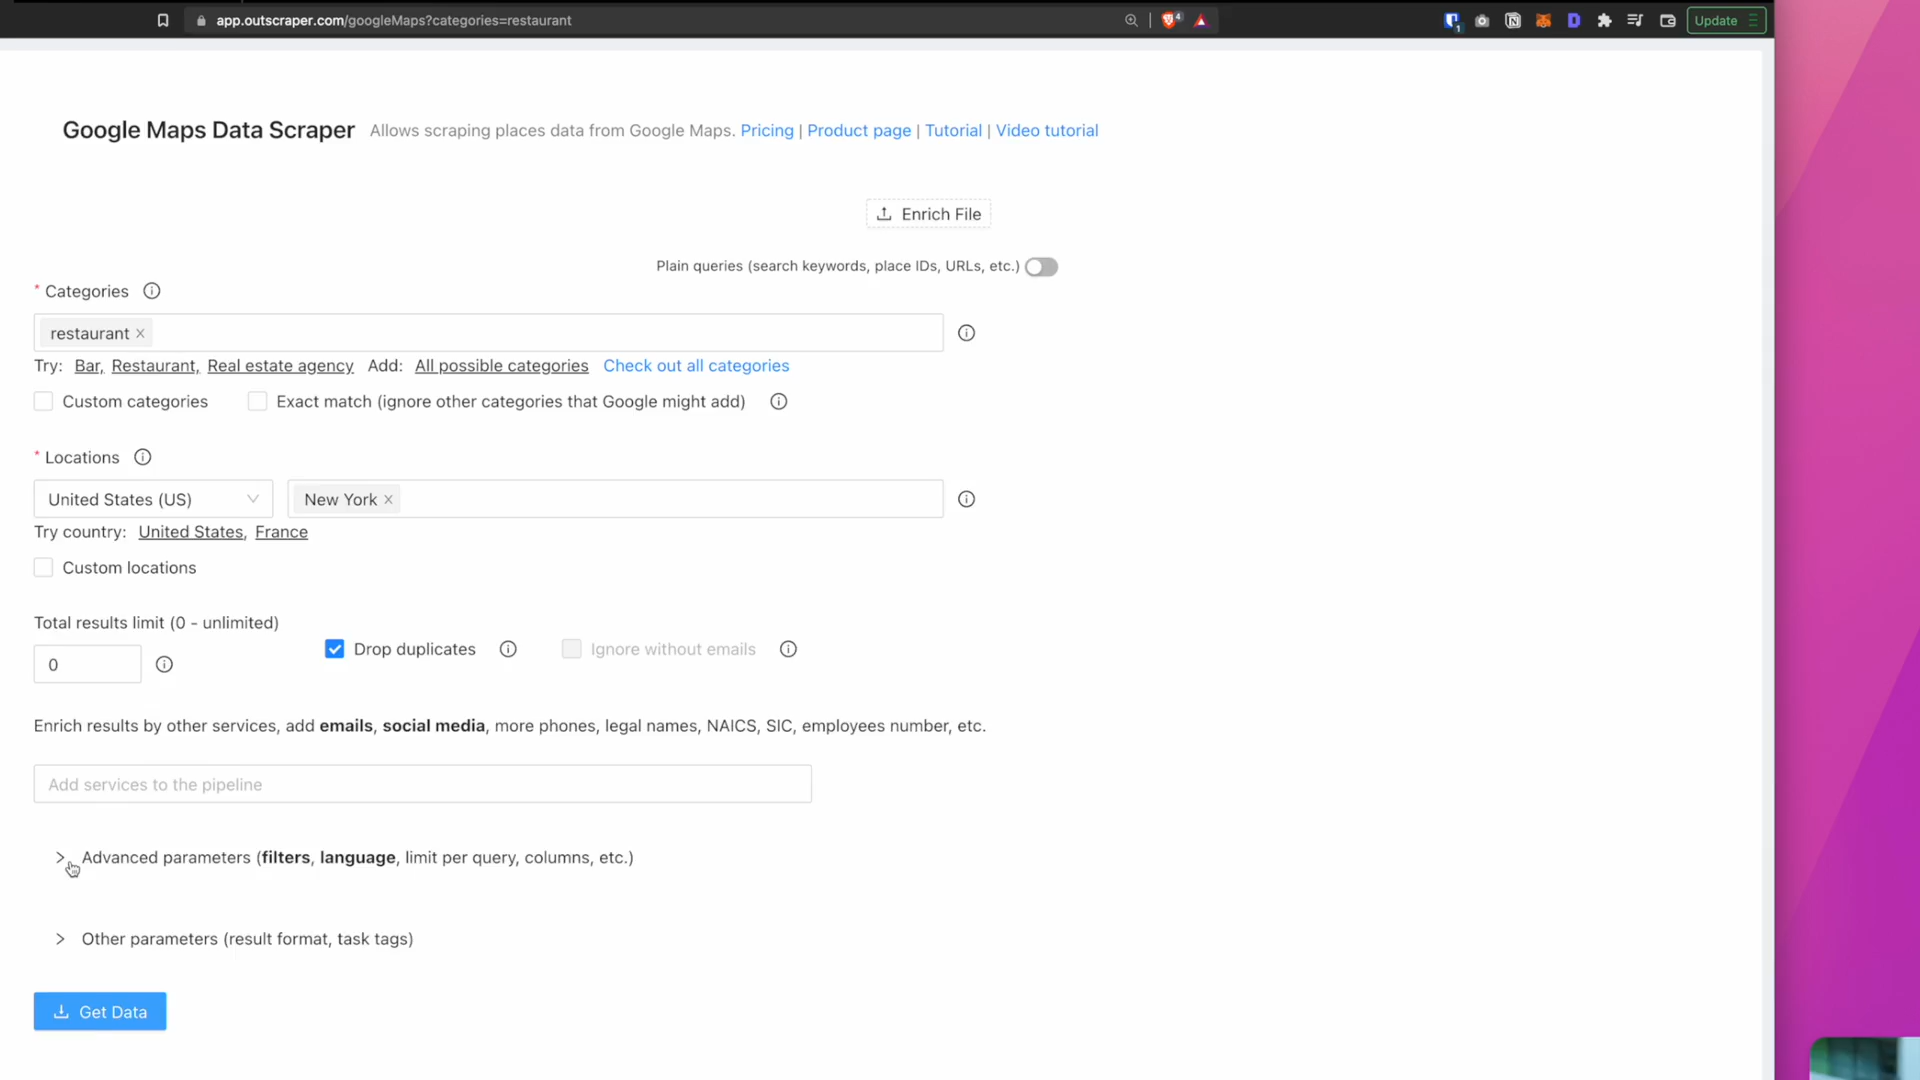 app.outscraper.com/googleMaps?categories=restaurant
4
1
Update
Google Maps Data Scraper Allows scraping places data from Google Maps. Pricing | Product page | Tutorial | Video tutorial
Enrich File
Plain queries (search keywords, place IDs, URLs, etc.)
* Categories
restaurant
Try: Bar, Restaurant, Real estate agency Add: All possible categories Check out all categories
Custom categories Exact match (ignore other categories that Google might add)
* Locations
United States (US) New York
Try country: United States, France
Custom locations
Total results limit (0 - unlimited)
0 Drop duplicates Ignore without emails
Enrich results by other services, add emails, social media, more phones, legal names, NAICS, SIC, employees number, etc.
Add services to the pipeline
Advanced parameters (filters, language, limit per query, columns, etc.)
Other parameters (result format, task tags)
Get Data